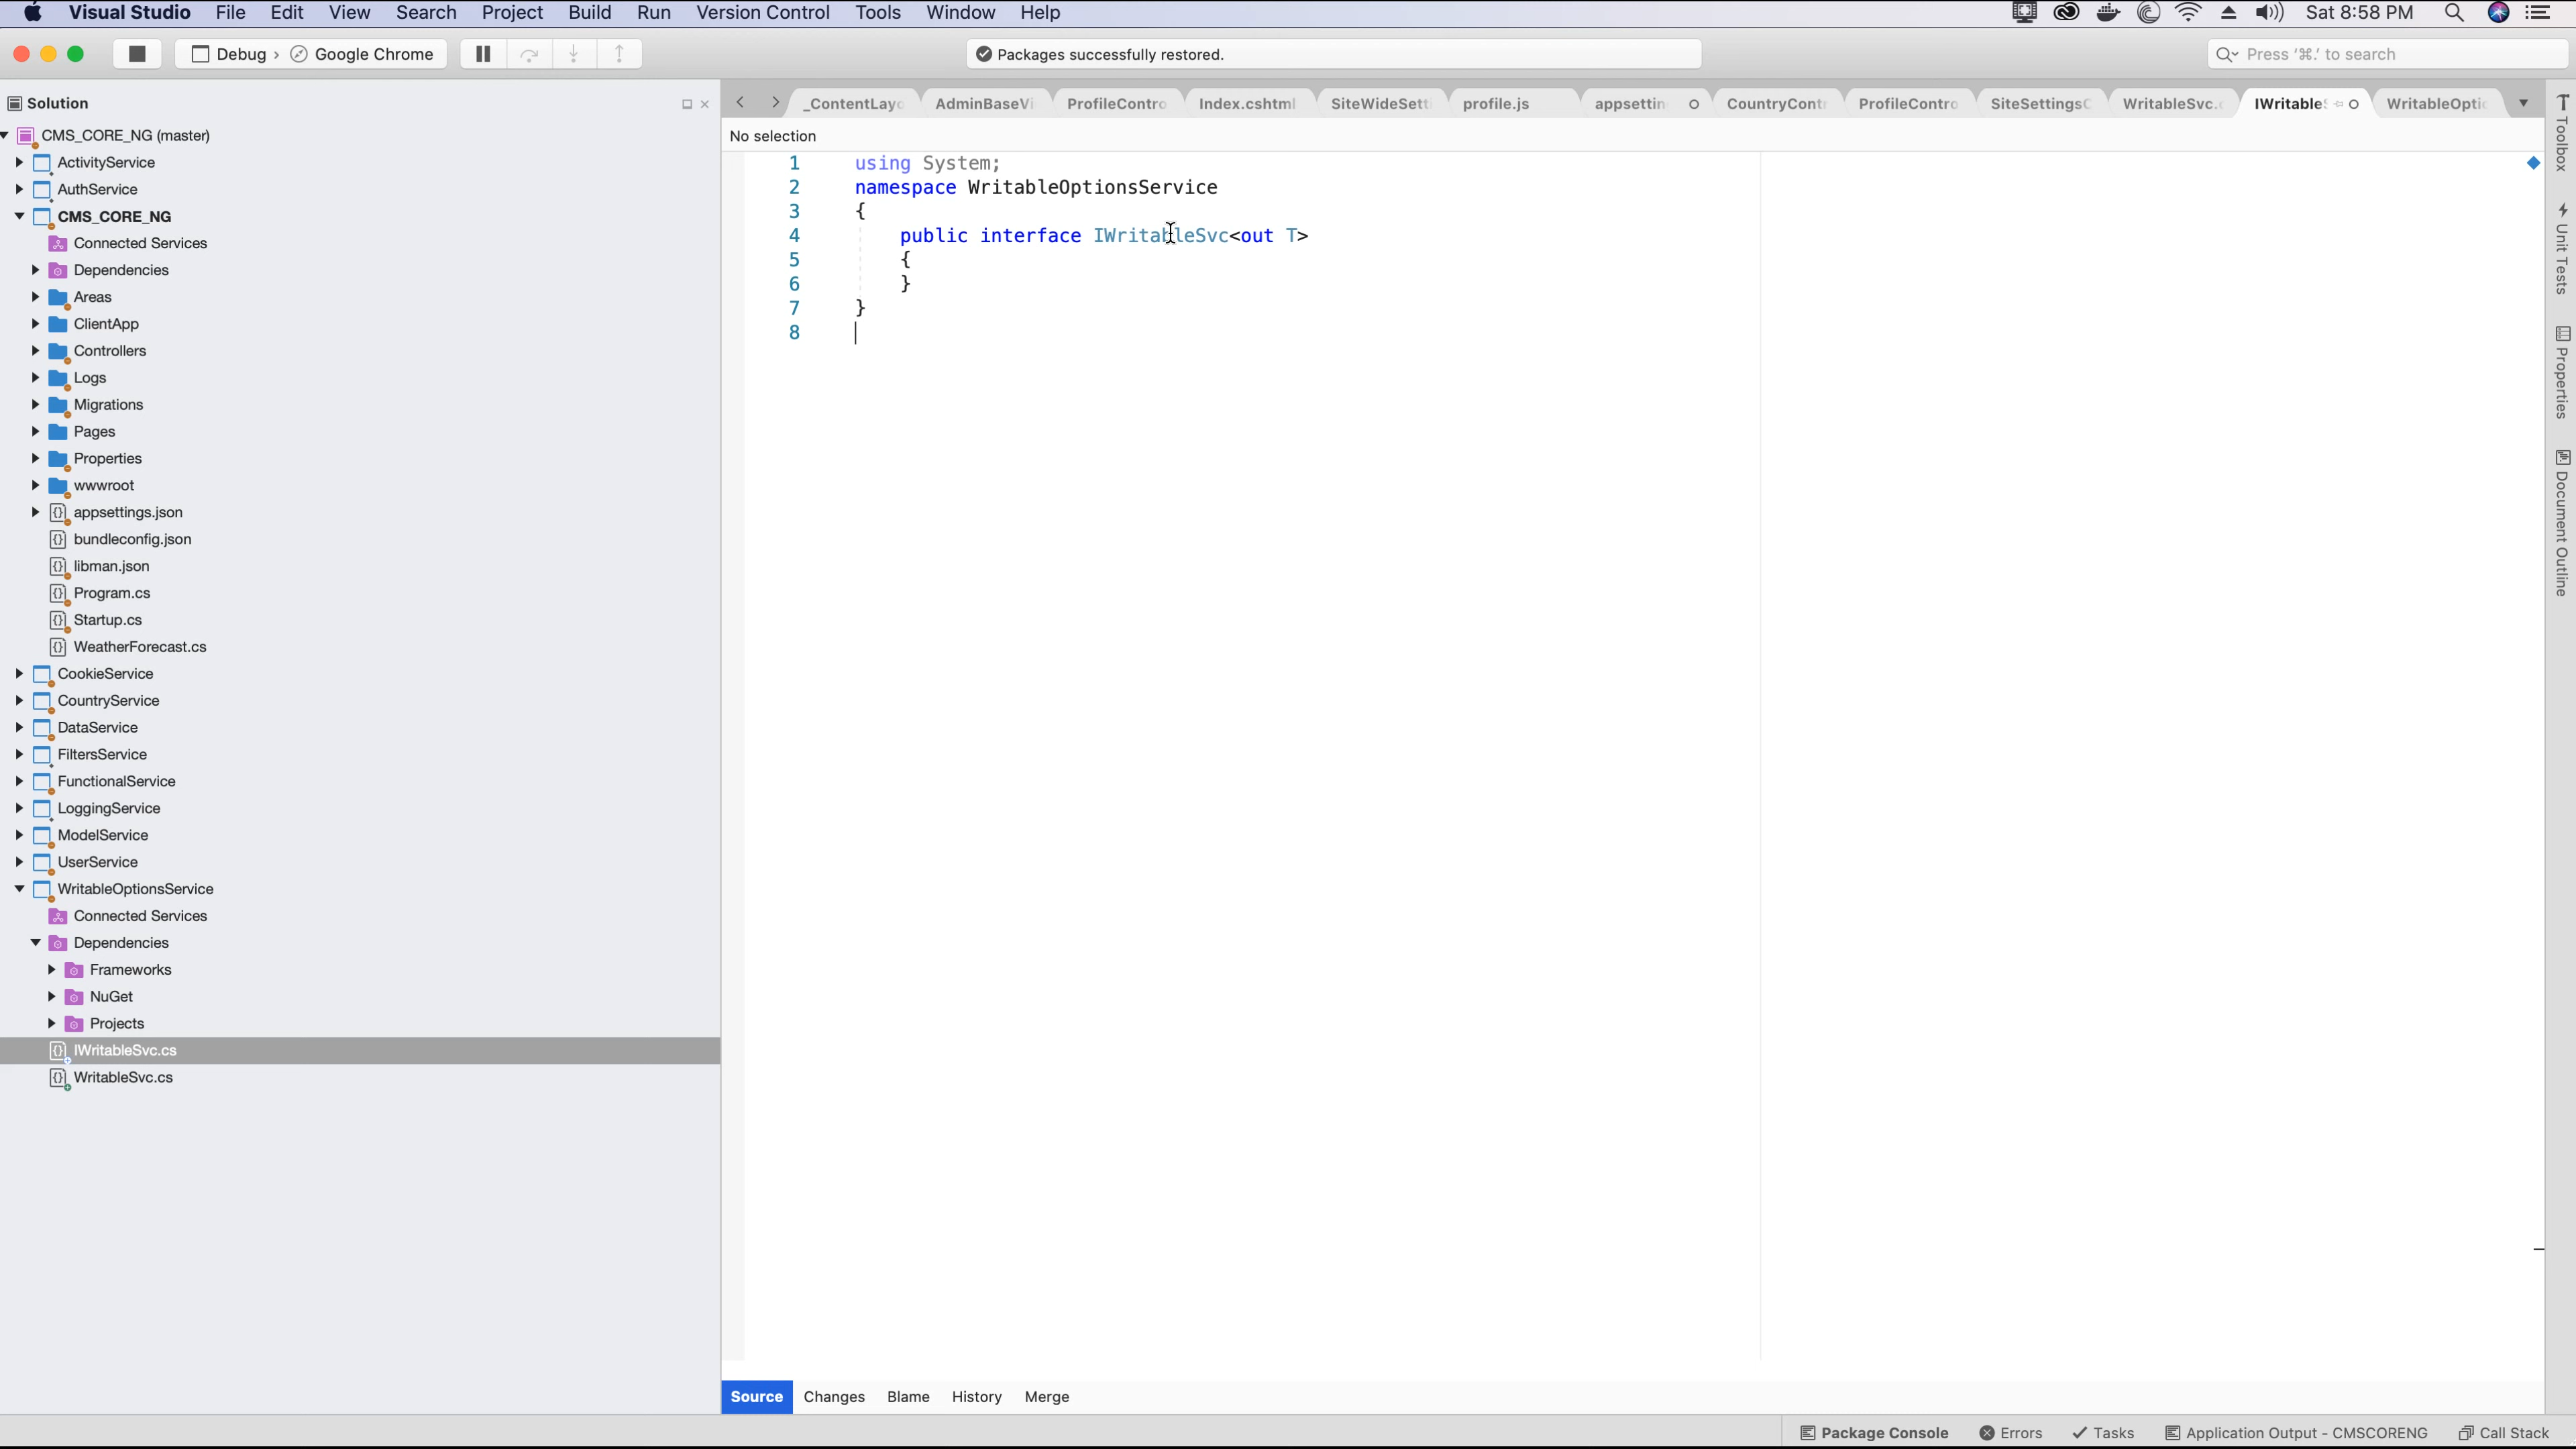 Visual Studio File Edit View Search Project Build Run Version Control Tools Window Help Sat 8:58 PM
Debug › Google Chrome Packages successfully restored. Press '⌘.' to search
Solution
_ContentLayo AdminBaseVi ProfileContro Index.cshtml SiteWideSett profile.js appsettin CountryContr ProfileContro SiteSettingsC WritableSvc.c IWritableS WritableOptic
No selection
CMS_CORE_NG (master)
ActivityService
AuthService
CMS_CORE_NG
Connected Services
Dependencies
Areas
ClientApp
Controllers
Logs
Migrations
Pages
Properties
wwwroot
appsettings.json
bundleconfig.json
libman.json
Program.cs
Startup.cs
WeatherForecast.cs
CookieService
CountryService
DataService
FiltersService
FunctionalService
LoggingService
ModelService
UserService
WritableOptionsService
Connected Services
Dependencies
Frameworks
NuGet
Projects
IWritableSvc.cs
WritableSvc.cs
1 using System;
2 namespace WritableOptionsService
3 {
4 public interface IWritableSvc<out T>
5 {
6 }
7 }
8
Toolbox
Unit Tests
Properties
Document Outline
Source Changes Blame History Merge
Package Console Errors Tasks Application Output - CMSCORENG Call Stack